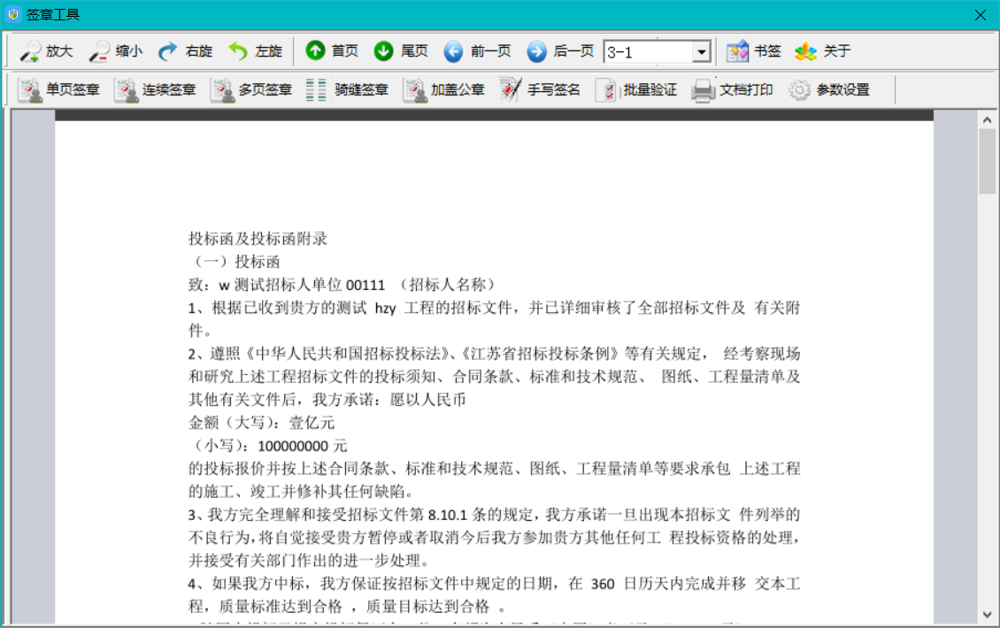 签章工具
放大 缩小 右旋 左旋 首页 尾页 前一页 后一页 3-1 书签 关于
单页签章 连续签章 多页签章 骑缝签章 加盖公章 手写签名 批量验证 文档打印 参数设置
投标函及投标函附录
（一）投标函
致：w 测试招标人单位 00111 （招标人名称）
1、根据已收到贵方的测试 hzy 工程的招标文件，并已详细审核了全部招标文件及 有关附
件。
2、遵照《中华人民共和国招标投标法》、《江苏省招标投标条例》等有关规定， 经考察现场
和研究上述工程招标文件的投标须知、合同条款、标准和技术规范、 图纸、工程量清单及
其他有关文件后，我方承诺：愿以人民币
金额（大写）：壹亿元
（小写）：100000000 元
的投标报价并按上述合同条款、标准和技术规范、图纸、工程量清单等要求承包 上述工程
的施工、竣工并修补其任何缺陷。
3、我方完全理解和接受招标文件第 8.10.1 条的规定，我方承诺一旦出现本招标文 件列举的
不良行为，将自觉接受贵方暂停或者取消今后我方参加贵方其他任何工 程投标资格的处理，
并接受有关部门作出的进一步处理。
4、如果我方中标，我方保证按招标文件中规定的日期，在 360 日历天内完成并移 交本工
程，质量标准达到合格 ，质量目标达到合格 。